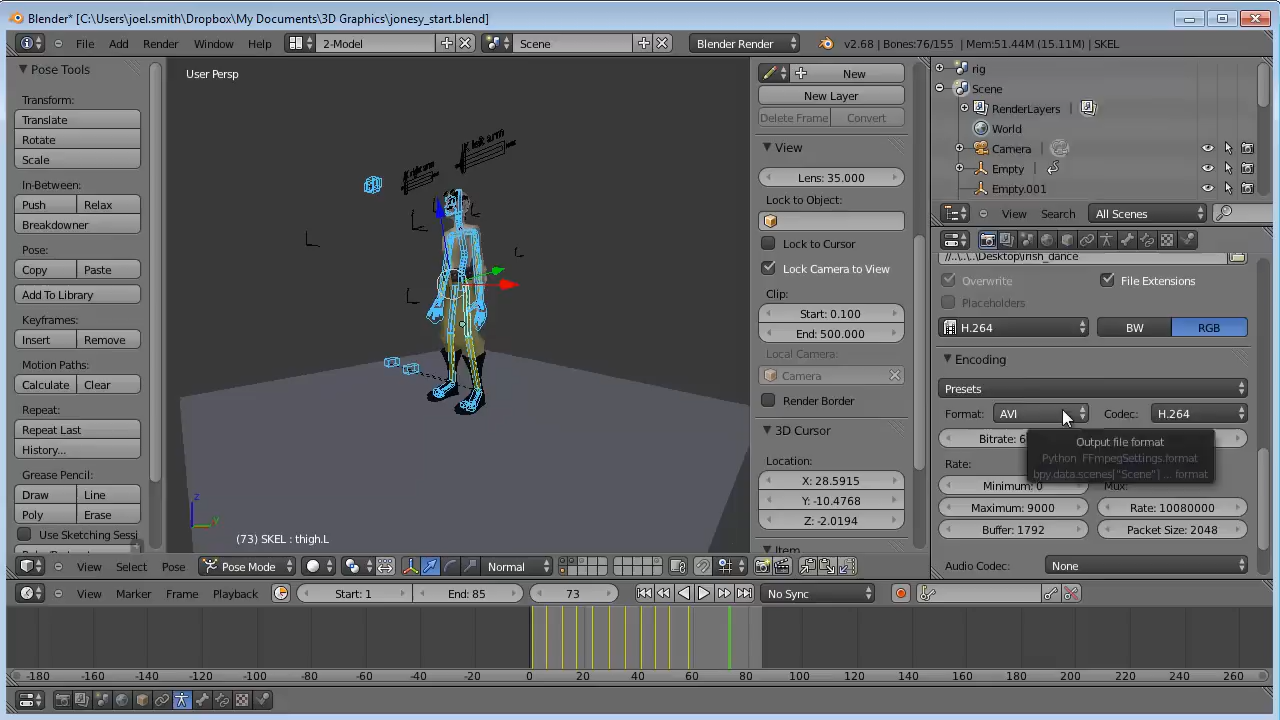 Blender* [C:\Users\joel.smith\Dropbox\My Documents\3D Graphics\jonesy_start.blend]
File Add Render Window Help 2-Model Scene Blender Render v2.68 | Bones:76/155 | Mem:51.44M (15.11M) | SKEL
Pose Tools
Transform:
Translate
Rotate
Scale
In-Between:
Push Relax
Breakdowner
Pose:
Copy Paste
Add To Library
Keyframes:
Insert Remove
Motion Paths:
Calculate Clear
Repeat:
Repeat Last
History...
Grease Pencil:
Draw Line
Poly Erase
Use Sketching Sessi
User Persp
left arm
right arm
z
Y
(73) SKEL : thigh.L
New
New Layer
Delete Frame Convert
View
Lens: 35.000
Lock to Object:
Lock to Cursor
Lock Camera to View
Clip:
Start: 0.100
End: 500.000
Local Camera:
Camera
Render Border
3D Cursor
Location:
X: 28.5915
Y: -10.4768
Z: -2.0194
Item
rig
Scene
RenderLayers
World
Camera
Empty
Empty.001
View Search All Scenes
//..\..\..\Desktop\irish_dance
Overwrite File Extensions
Placeholders
H.264 BW RGB
Encoding
Presets
Format: AVI Codec: H.264
Bitrate: 6
Output file format
Python FFmpegSettings.format
bpy.data.scenes["Scene"] ... format
Rate: Mux:
Minimum: 0
Maximum: 9000 Rate: 10080000
Buffer: 1792 Packet Size: 2048
Audio Codec: None
View Select Pose Pose Mode Normal
View Marker Frame Playback Start: 1 End: 85 73 No Sync
-180 -160 -140 -120 -100 -80 -60 -40 -20 0 20 40 60 80 100 120 140 160 180 200 220 240 260